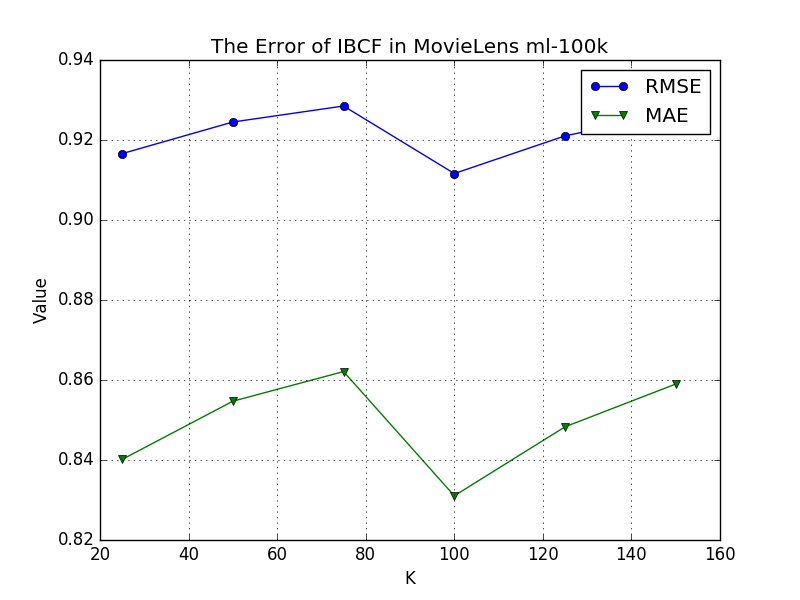 The Error of IBCF in MovieLens ml-100k
0.94
0.92
0.90
0.88
0.86
0.84
0.82
Value
RMSE
MAE
20 40 60 80 100 120 140 160
K